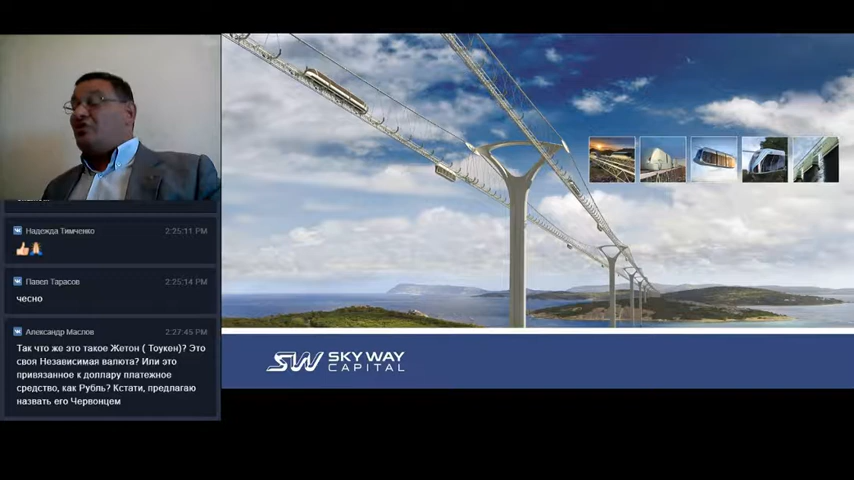 Надежда Тимченко 2:25:11 PM
Павел Тарасов 2:25:14 PM
чесно
Александр Маслов 2:27:45 PM
Так что же это такое Жетон ( Тоукен)? Это
своя Независимая валюта? Или это
привязанное к доллару платежное
средство, как Рубль? Кстати, предлагаю
назвать его Червонцем
SW SKY WAY
CAPITAL